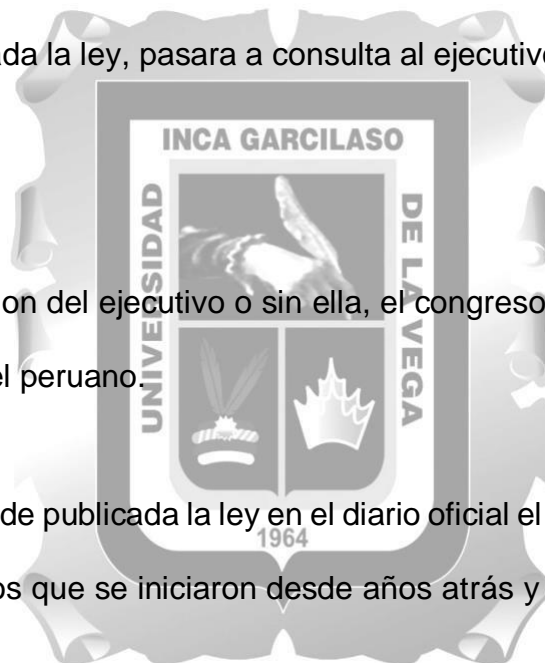 ada la ley, pasara a consulta al ejecutivo
INCA GARCILASO
UNIVERSIDAD
DE LA VEGA
ion del ejecutivo o sin ella, el congreso
el peruano.
de publicada la ley en el diario oficial el
1964
os que se iniciaron desde años atrás y